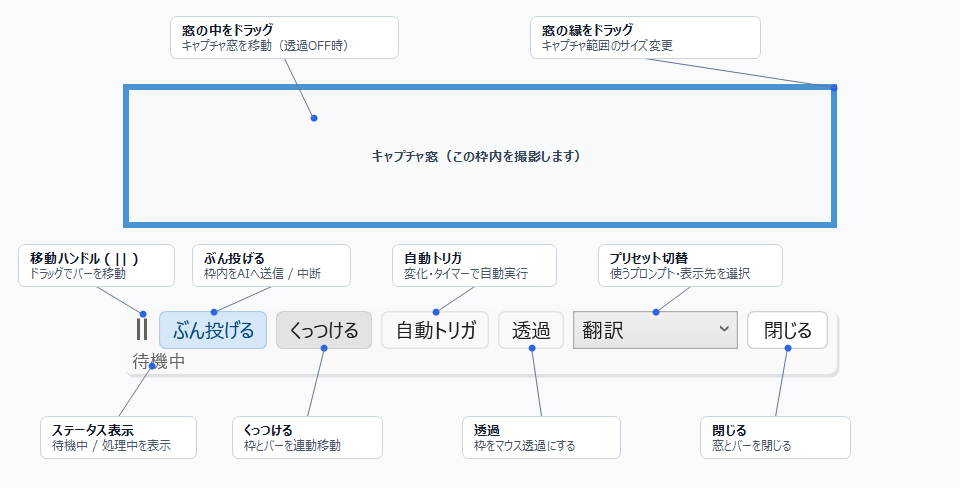 窓の中をドラッグ
キャプチャ窓を移動（透過OFF時）
窓の縁をドラッグ
キャプチャ範囲のサイズ変更
キャプチャ窓（この枠内を撮影します）
移動ハンドル ( || )
ドラッグでバーを移動
ぶん投げる
枠内をAIへ送信 / 中断
自動トリガ
変化・タイマーで自動実行
プリセット切替
使うプロンプト・表示先を選択
ぶん投げる
くっつける
自動トリガ
透過
翻訳
閉じる
待機中
ステータス表示
待機中 / 処理中を表示
くっつける
枠とバーを連動移動
透過
枠をマウス透過にする
閉じる
窓とバーを閉じる